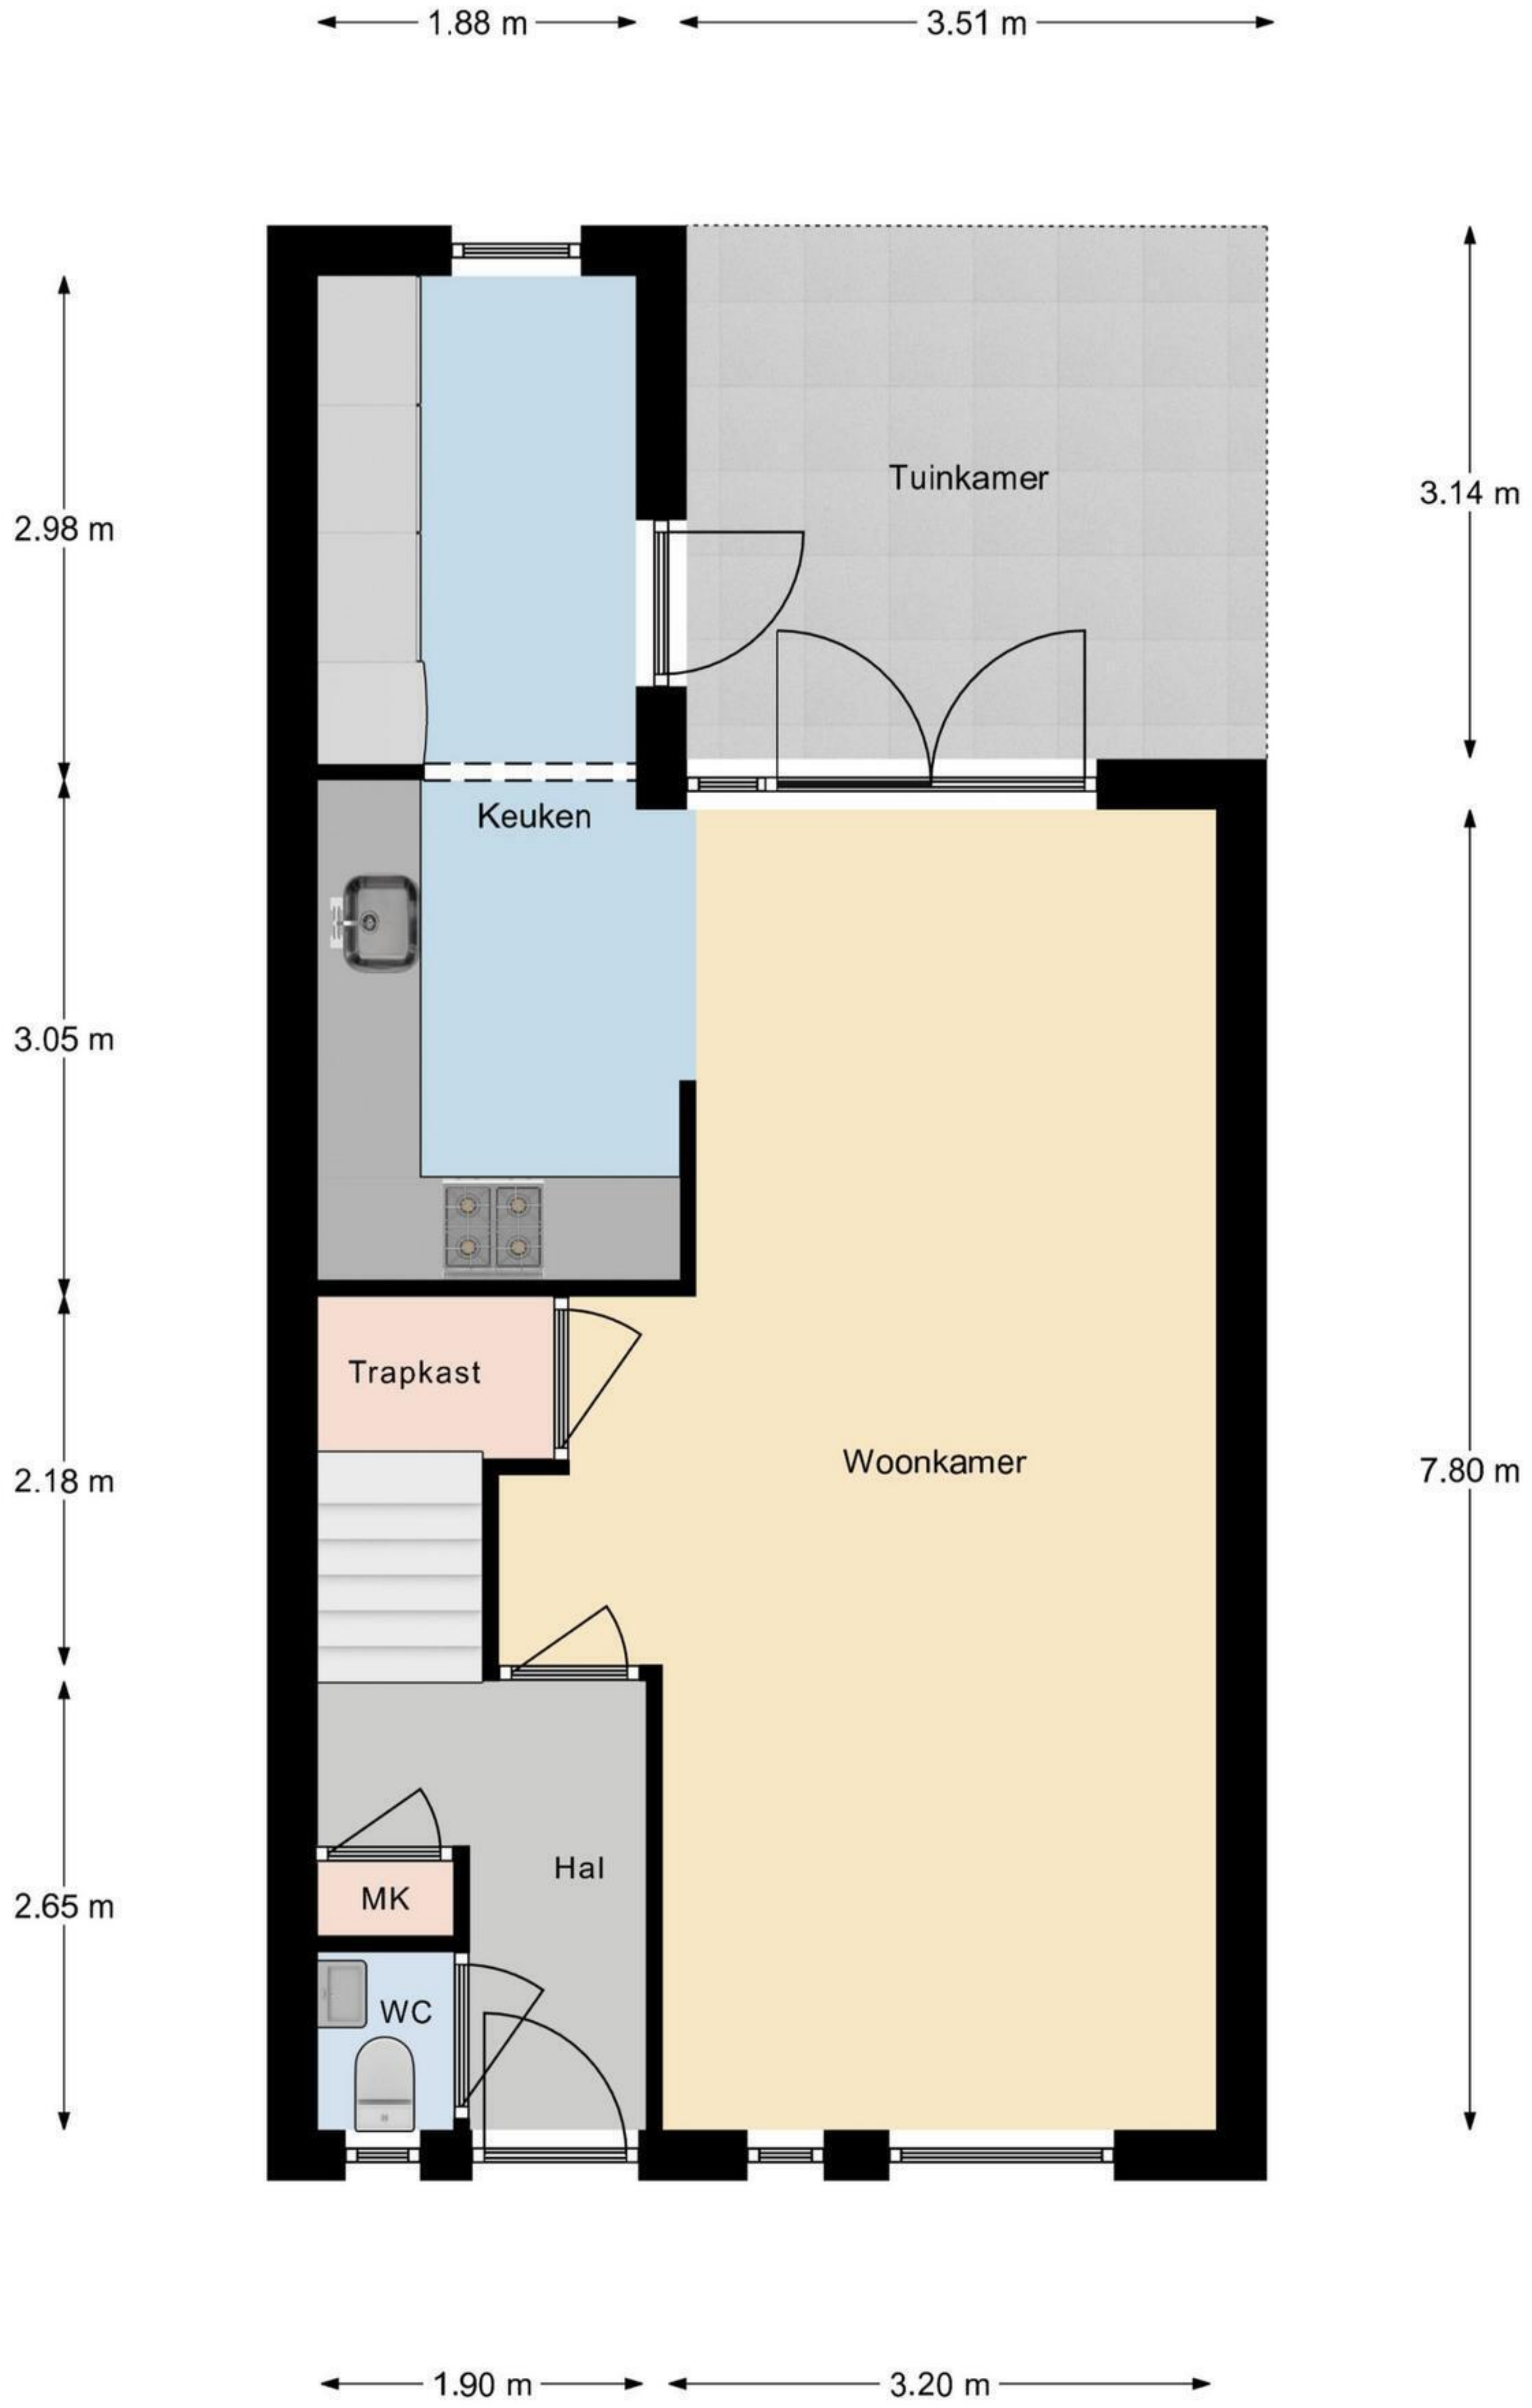 1.88 m
3.51 m
Tuinkamer
3.14 m
2.98 m
Keuken
3.05 m
Trapkast
Woonkamer
7.80 m
2.18 m
Hal
MK
2.65 m
WC
1.90 m
3.20 m